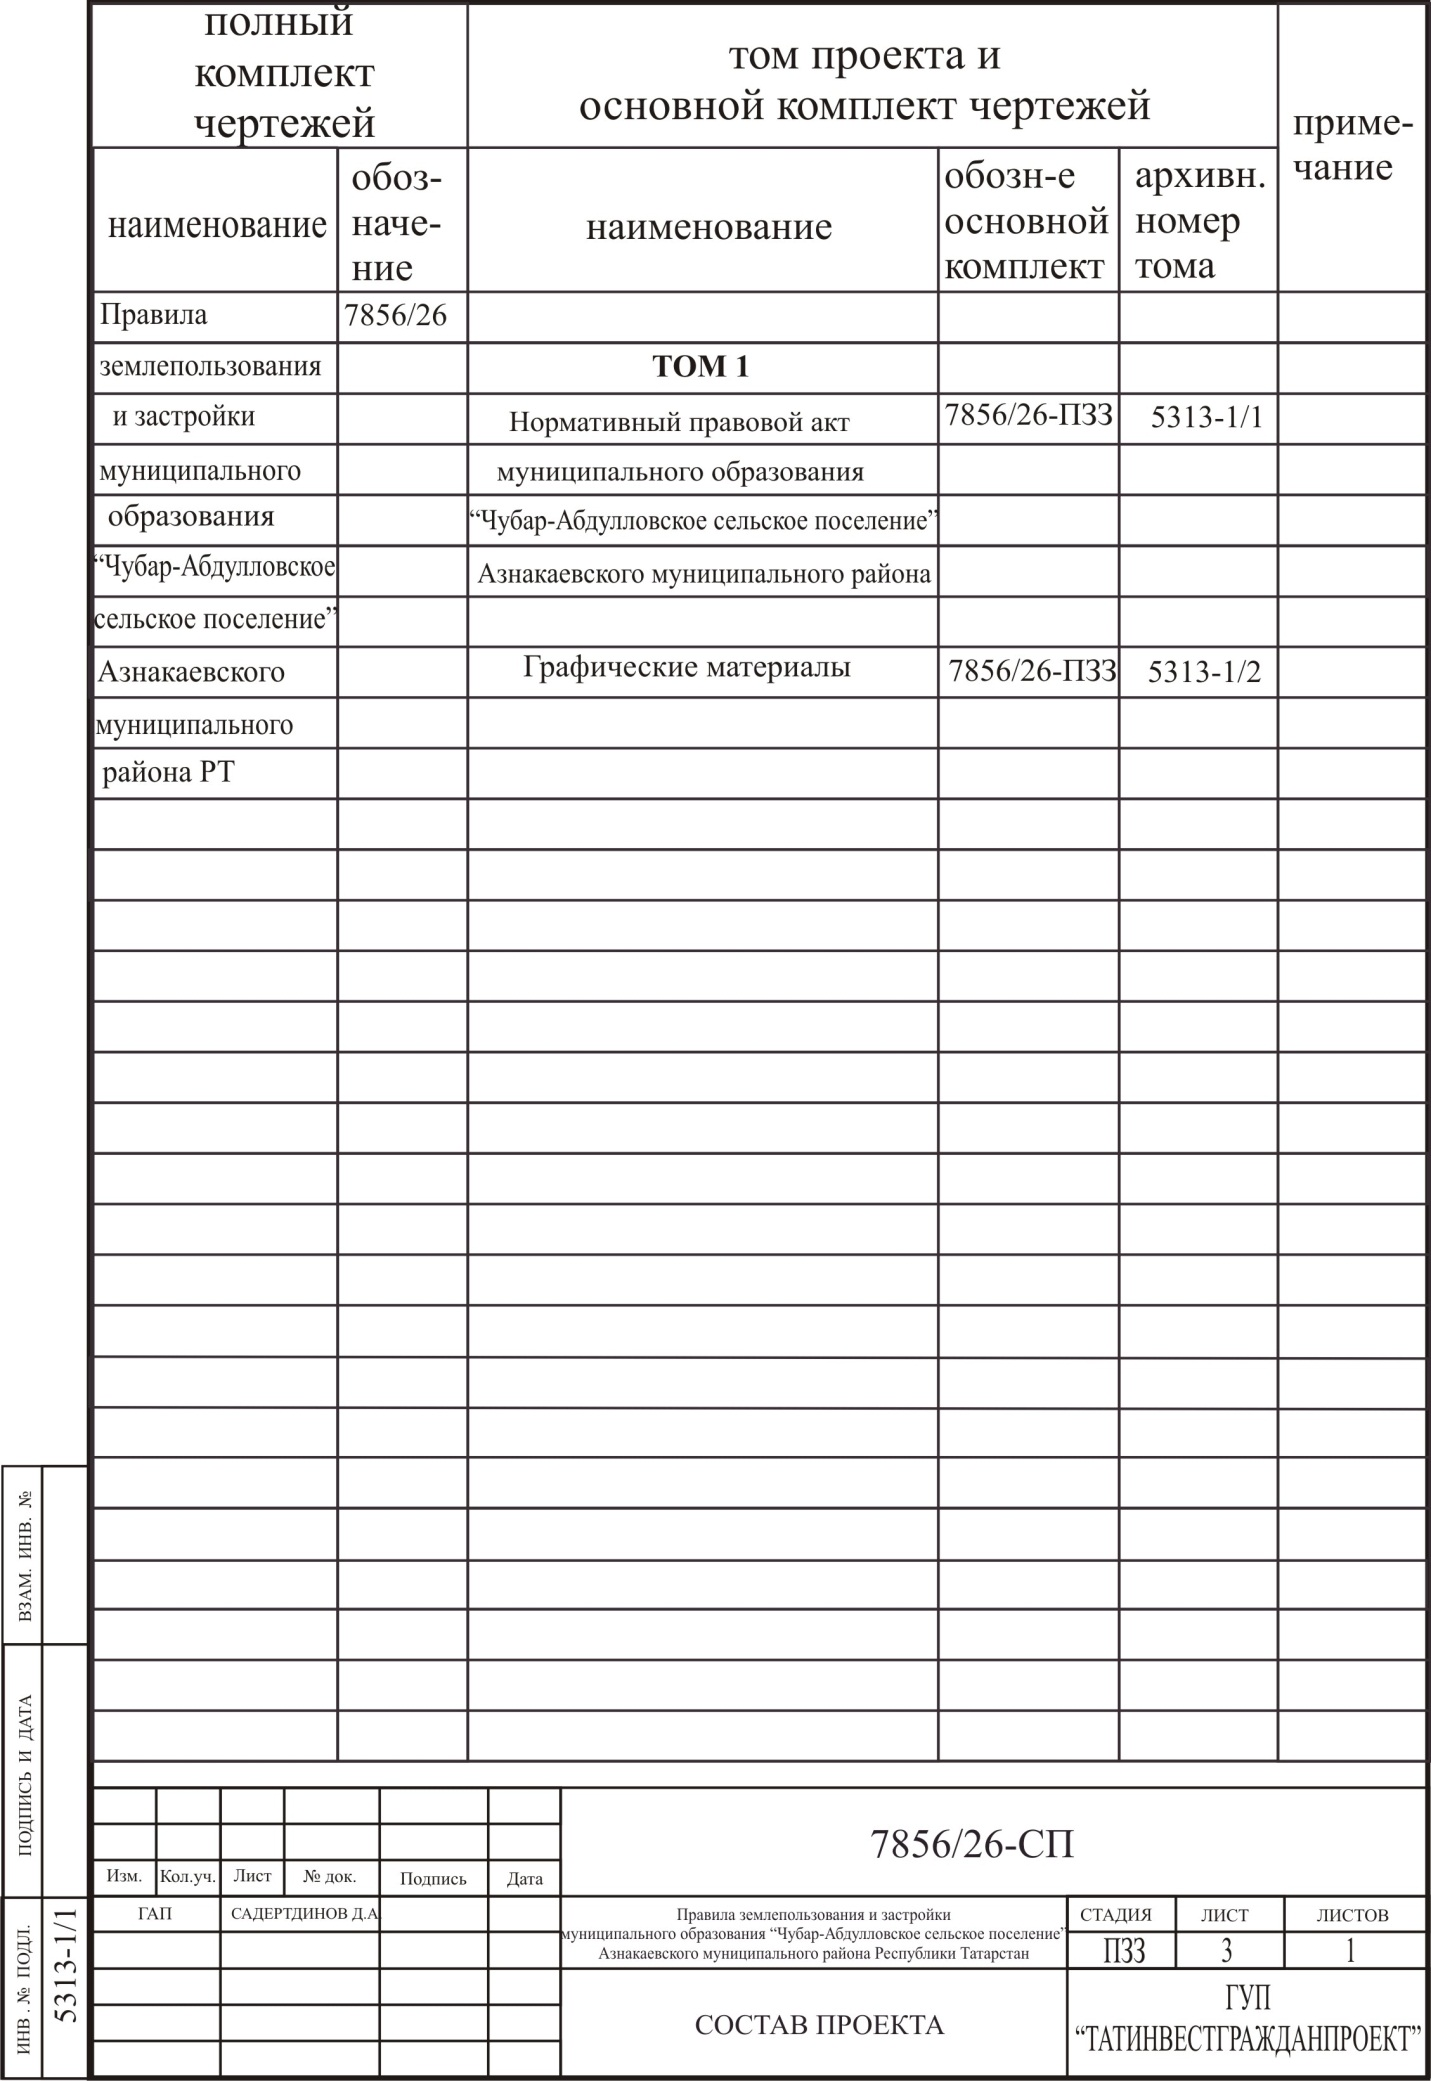 полный
комплект
чертежей
том проекта и
основной комплект чертежей
приме-
чание
наименование
обоз-
наче-
ние
наименование
обозн-е
основной
комплект
архивн.
номер
тома
Правила 7856/26
землепользования ТОМ 1
и застройки Нормативный правовой акт 7856/26-ПЗЗ 5313-1/1
муниципального муниципального образования
образования “Чубар-Абдулловское сельское поселение”
“Чубар-Абдулловское Азнакаевского муниципального района
сельское поселение”
Азнакаевского Графические материалы 7856/26-ПЗЗ 5313-1/2
муниципального
района РТ
ВЗАМ. ИНВ. №
ПОДПИСЬ И ДАТА
ИНВ. № ПОДЛ.
5313-1/1
7856/26-СП
Изм. Кол.уч. Лист № док. Подпись Дата
ГАП САДЕРТДИНОВ Д.А.
Правила землепользования и застройки
муниципального образования “Чубар-Абдулловское сельское поселение”
Азнакаевского муниципального района Республики Татарстан
СТАДИЯ ЛИСТ ЛИСТОВ
ПЗЗ 3 1
СОСТАВ ПРОЕКТА
ГУП
“ТАТИНВЕСТГРАЖДАНПРОЕКТ”